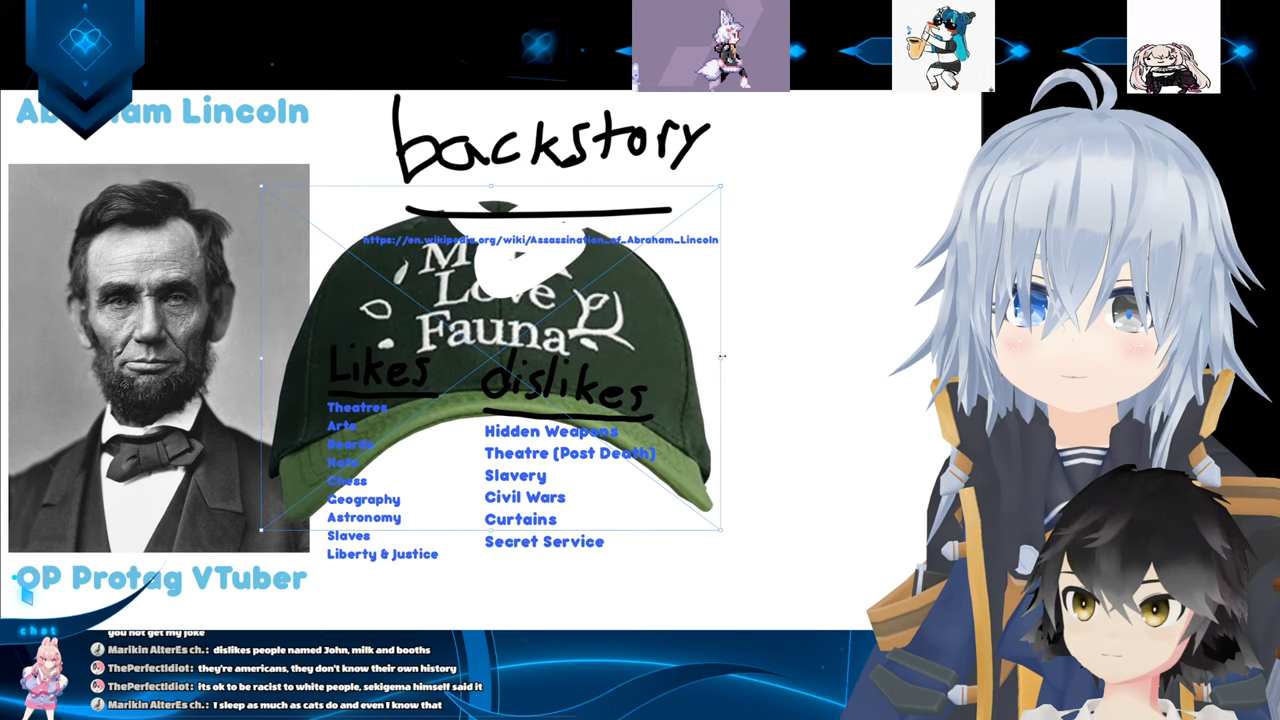 Abraham Lincoln
backstory
https://en.wikipedia.org/wiki/Assassination_of_Abraham_Lincoln
Love
Fauna
Likes
Theatres
Arts
Beards
Hats
Chess
Geography
Astronomy
Slaves
Liberty & Justice
dislikes
Hidden Weapons
Theatre (Post Death)
Slavery
Civil Wars
Curtains
Secret Service
OP Protag VTuber
chat
you not get my joke
Marikin AlterEs ch.: dislikes people named John, milk and booths
ThePerfectIdiot: they're americans, they don't know their own history
ThePerfectIdiot: its ok to be racist to white people, sekigema himself said it
Marikin AlterEs ch.: I sleep as much as cats do and even I know that